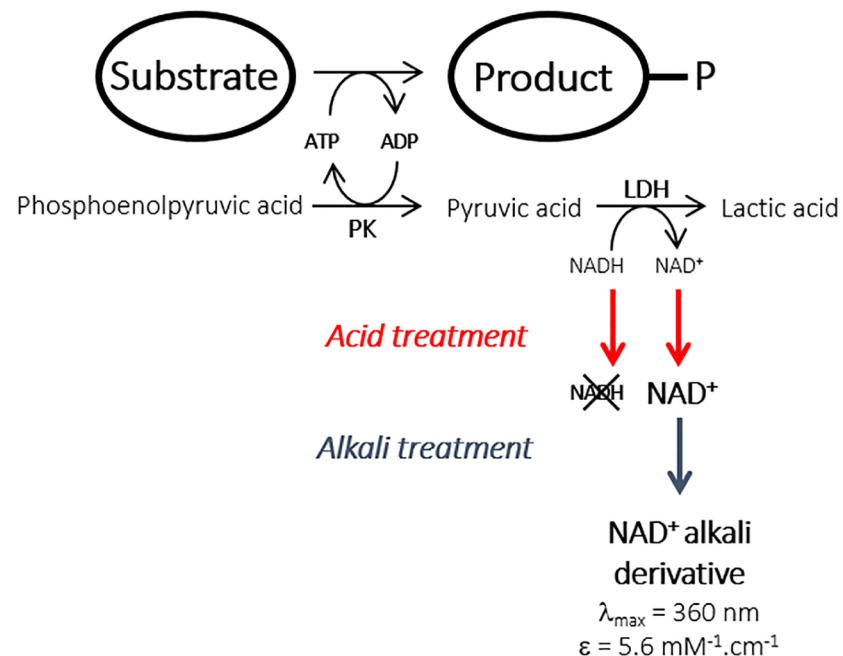 Substrate
Product
P
ATP
ADP
Phosphoenolpyruvic acid
PK
Pyruvic acid
LDH
Lactic acid
NADH
NAD⁺
Acid treatment
NADH
NAD⁺
Alkali treatment
NAD⁺ alkali
derivative
λmax = 360 nm
ε = 5.6 mM⁻¹.cm⁻¹